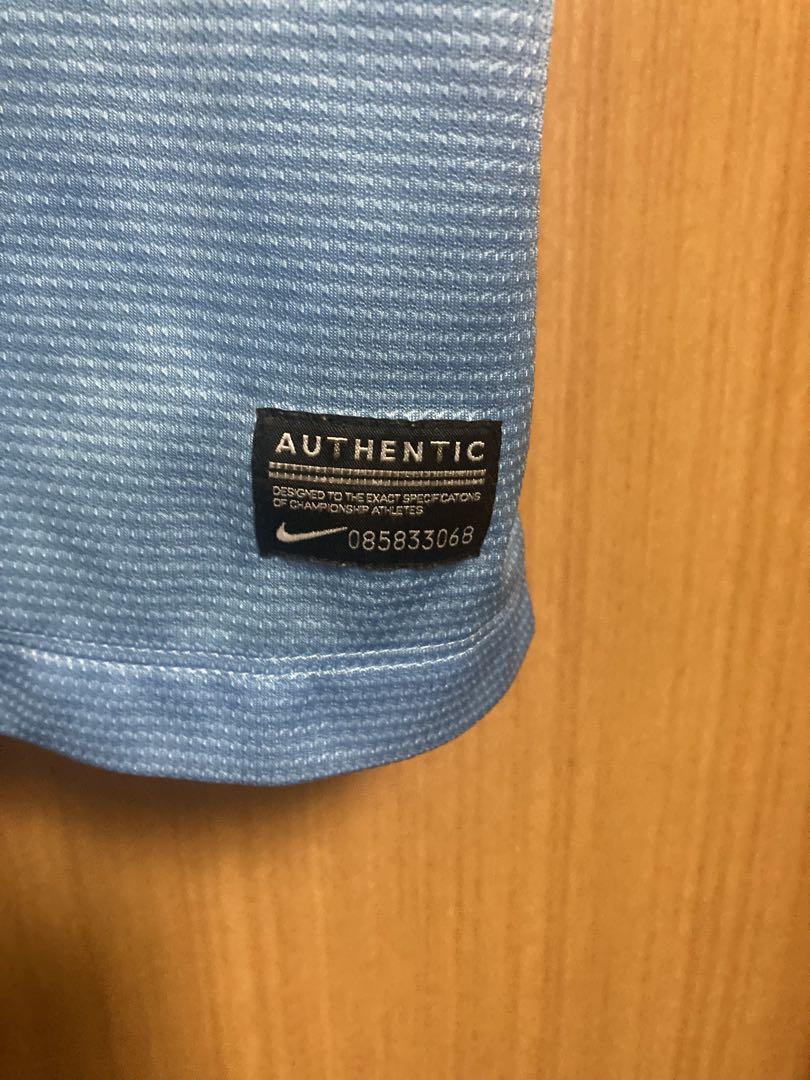 AUTHENTIC
DESIGNED TO THE EXACT SPECIFICATIONS
OF CHAMPIONSHIP ATHLETES
085833068